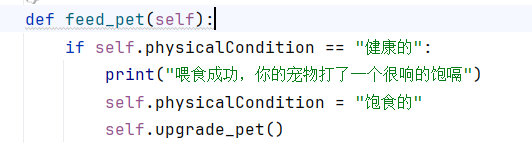 def feed_pet(self):
    if self.physicalCondition == "健康的":
        print("喂食成功，你的宠物打了一个很响的饱嗝")
        self.physicalCondition = "饱食的"
        self.upgrade_pet()